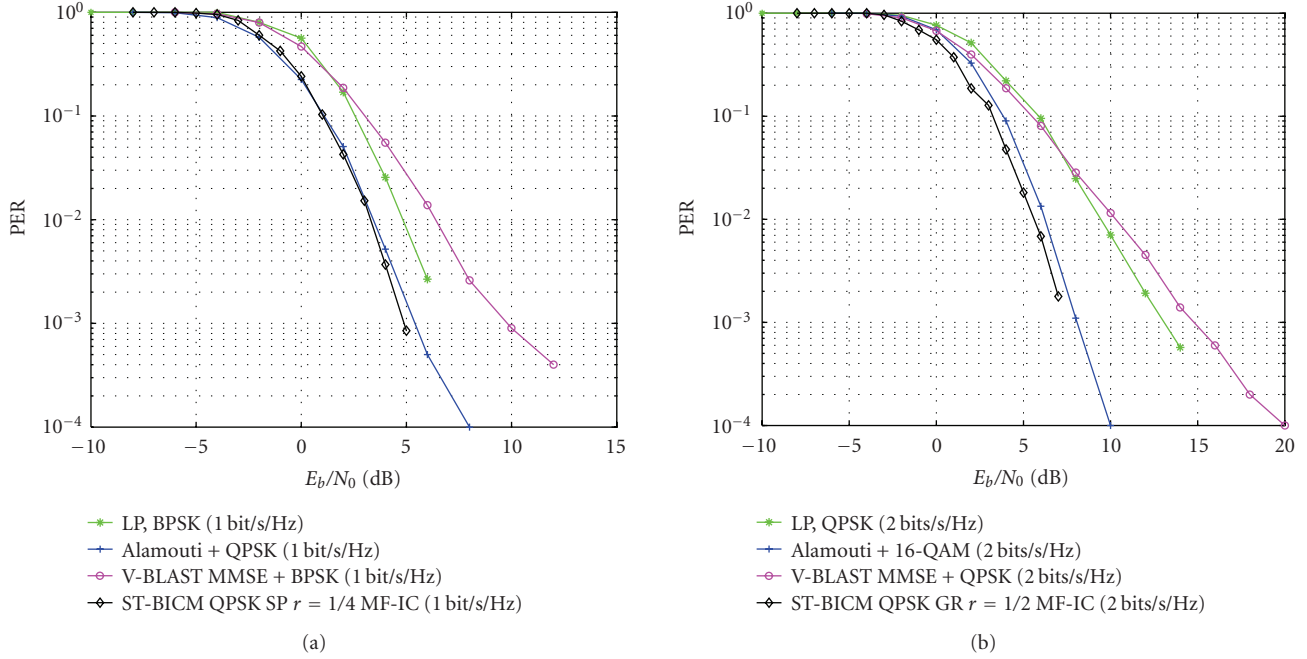 10⁰
10⁻¹
10⁻²
10⁻³
10⁻⁴
PER
−10 −5 0 5 10 15
E_b/N_0 (dB)
LP, BPSK (1 bit/s/Hz)
Alamouti + QPSK (1 bit/s/Hz)
V-BLAST MMSE + BPSK (1 bit/s/Hz)
ST-BICM QPSK SP r = 1/4 MF-IC (1 bit/s/Hz)
(a)
10⁰
10⁻¹
10⁻²
10⁻³
10⁻⁴
PER
−10 −5 0 5 10 15 20
E_b/N_0 (dB)
LP, QPSK (2 bits/s/Hz)
Alamouti + 16-QAM (2 bits/s/Hz)
V-BLAST MMSE + QPSK (2 bits/s/Hz)
ST-BICM QPSK GR r = 1/2 MF-IC (2 bits/s/Hz)
(b)